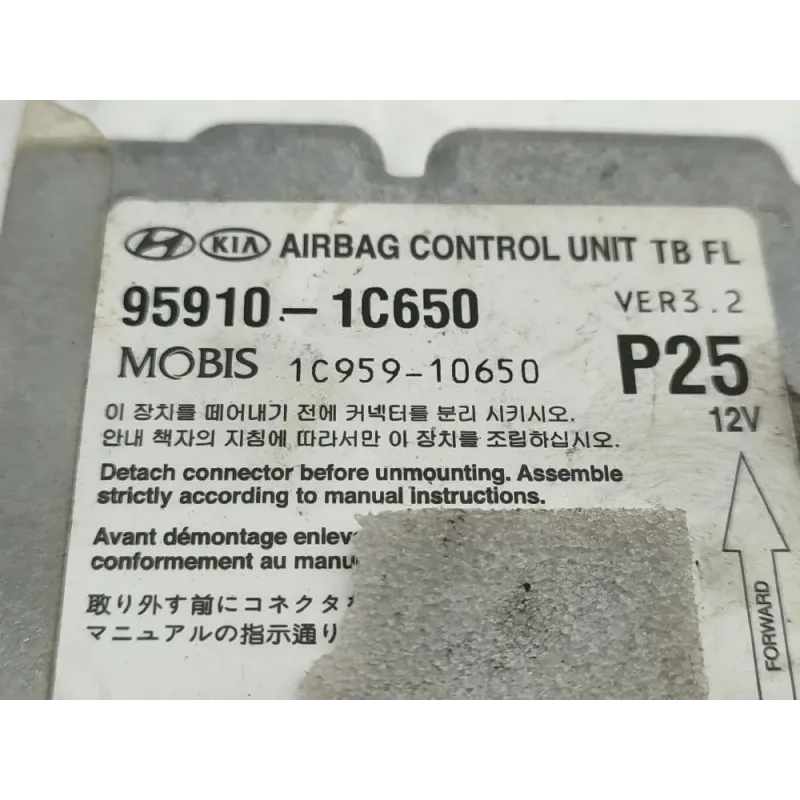 HYUNDAI KIA AIRBAG CONTROL UNIT TB FL
95910-1C650 VER3.2
MOBIS 1C959-10650 P25
12V
이 장치를 떼어내기 전에 커넥터를 분리 시키시오.
안내 책자의 지침에 따라서만 이 장치를 조립하십시오.
Detach connector before unmounting. Assemble
strictly according to manual instructions.
Avant démontage
conformement au
取り外す前にコネクタ
マニュアルの指示通り
FORWARD